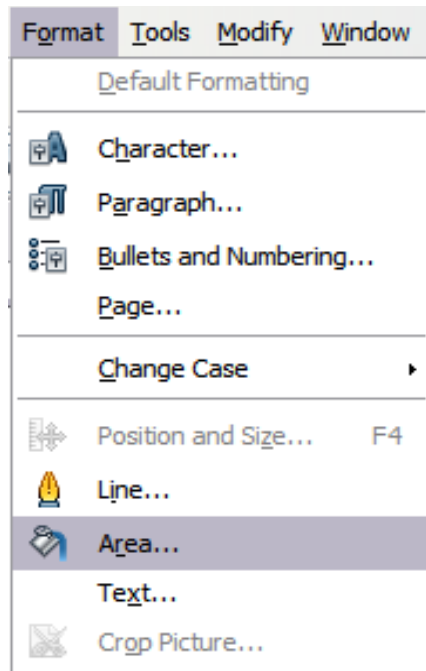 Format Tools Modify Window
Default Formatting
Character...
Paragraph...
Bullets and Numbering...
Page...
Change Case
Position and Size... F4
Line...
Area...
Text...
Crop Picture...